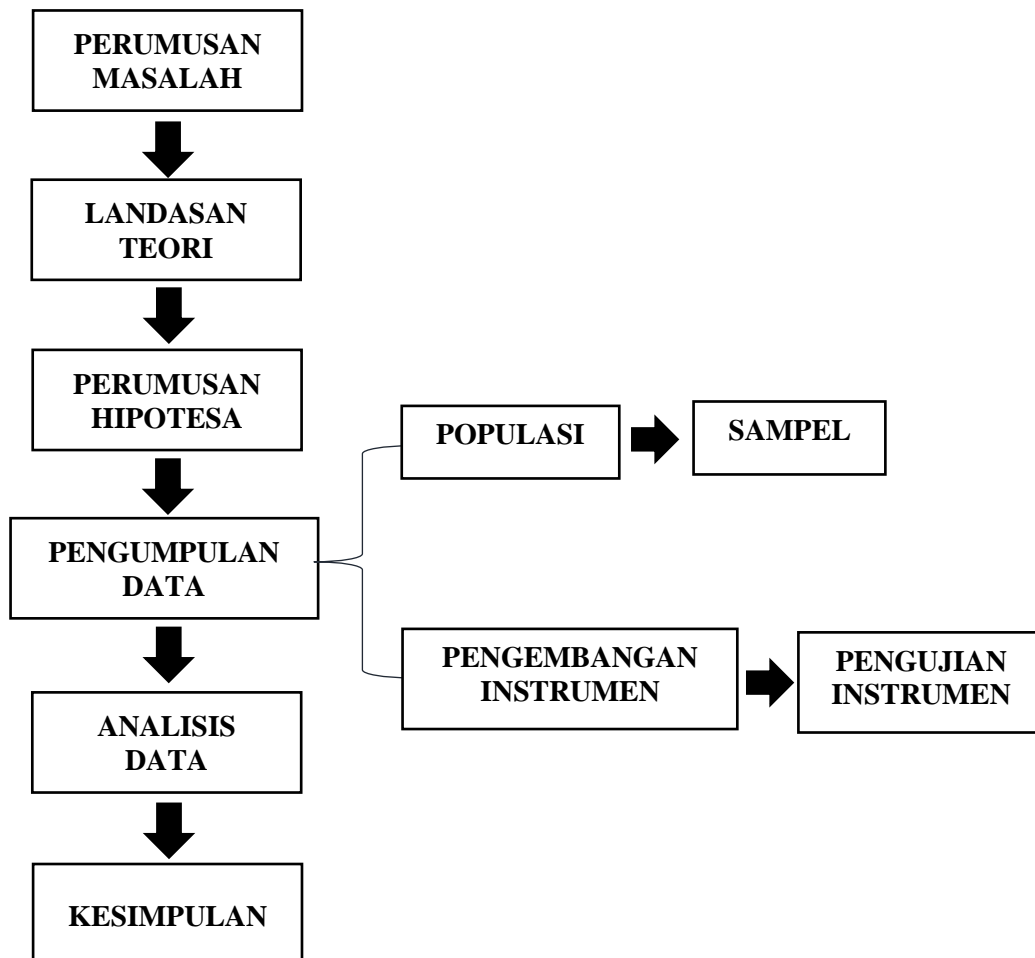 PERUMUSAN
MASALAH
LANDASAN
TEORI
PERUMUSAN
HIPOTESA
POPULASI
SAMPEL
PENGUMPULAN
DATA
PENGEMBANGAN
INSTRUMEN
PENGUJIAN
INSTRUMEN
ANALISIS
DATA
KESIMPULAN